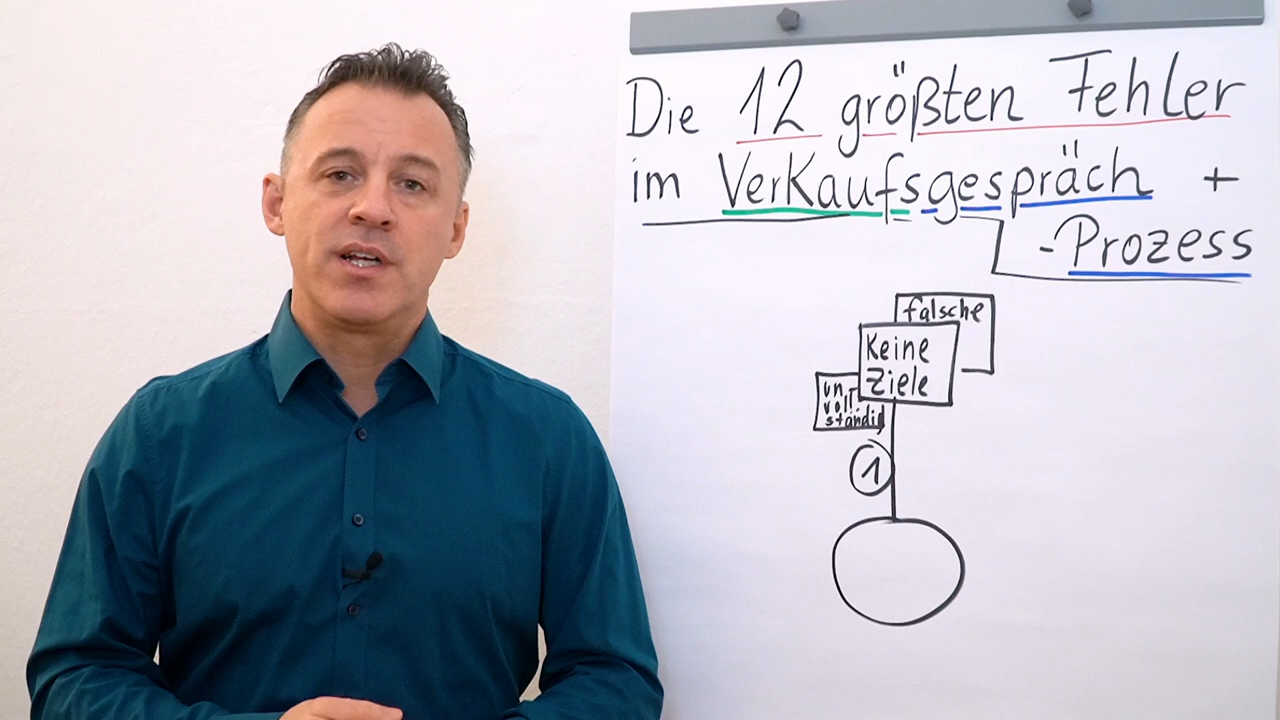 Die 12 größten Fehler
im Verkaufsgespräch +
-Prozess
falsche
Keine
Ziele
un
voll
ständig
1